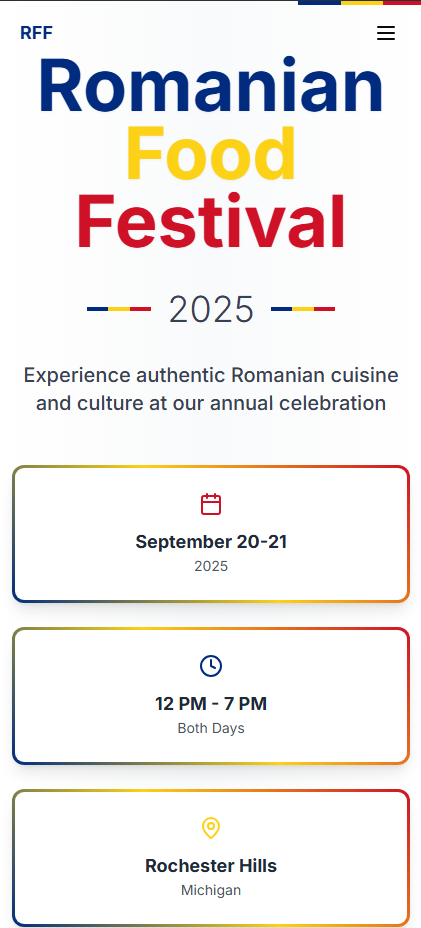 RFF
Romanian
Food
Festival
2025
Experience authentic Romanian cuisine
and culture at our annual celebration
September 20-21
2025
12 PM - 7 PM
Both Days
Rochester Hills
Michigan